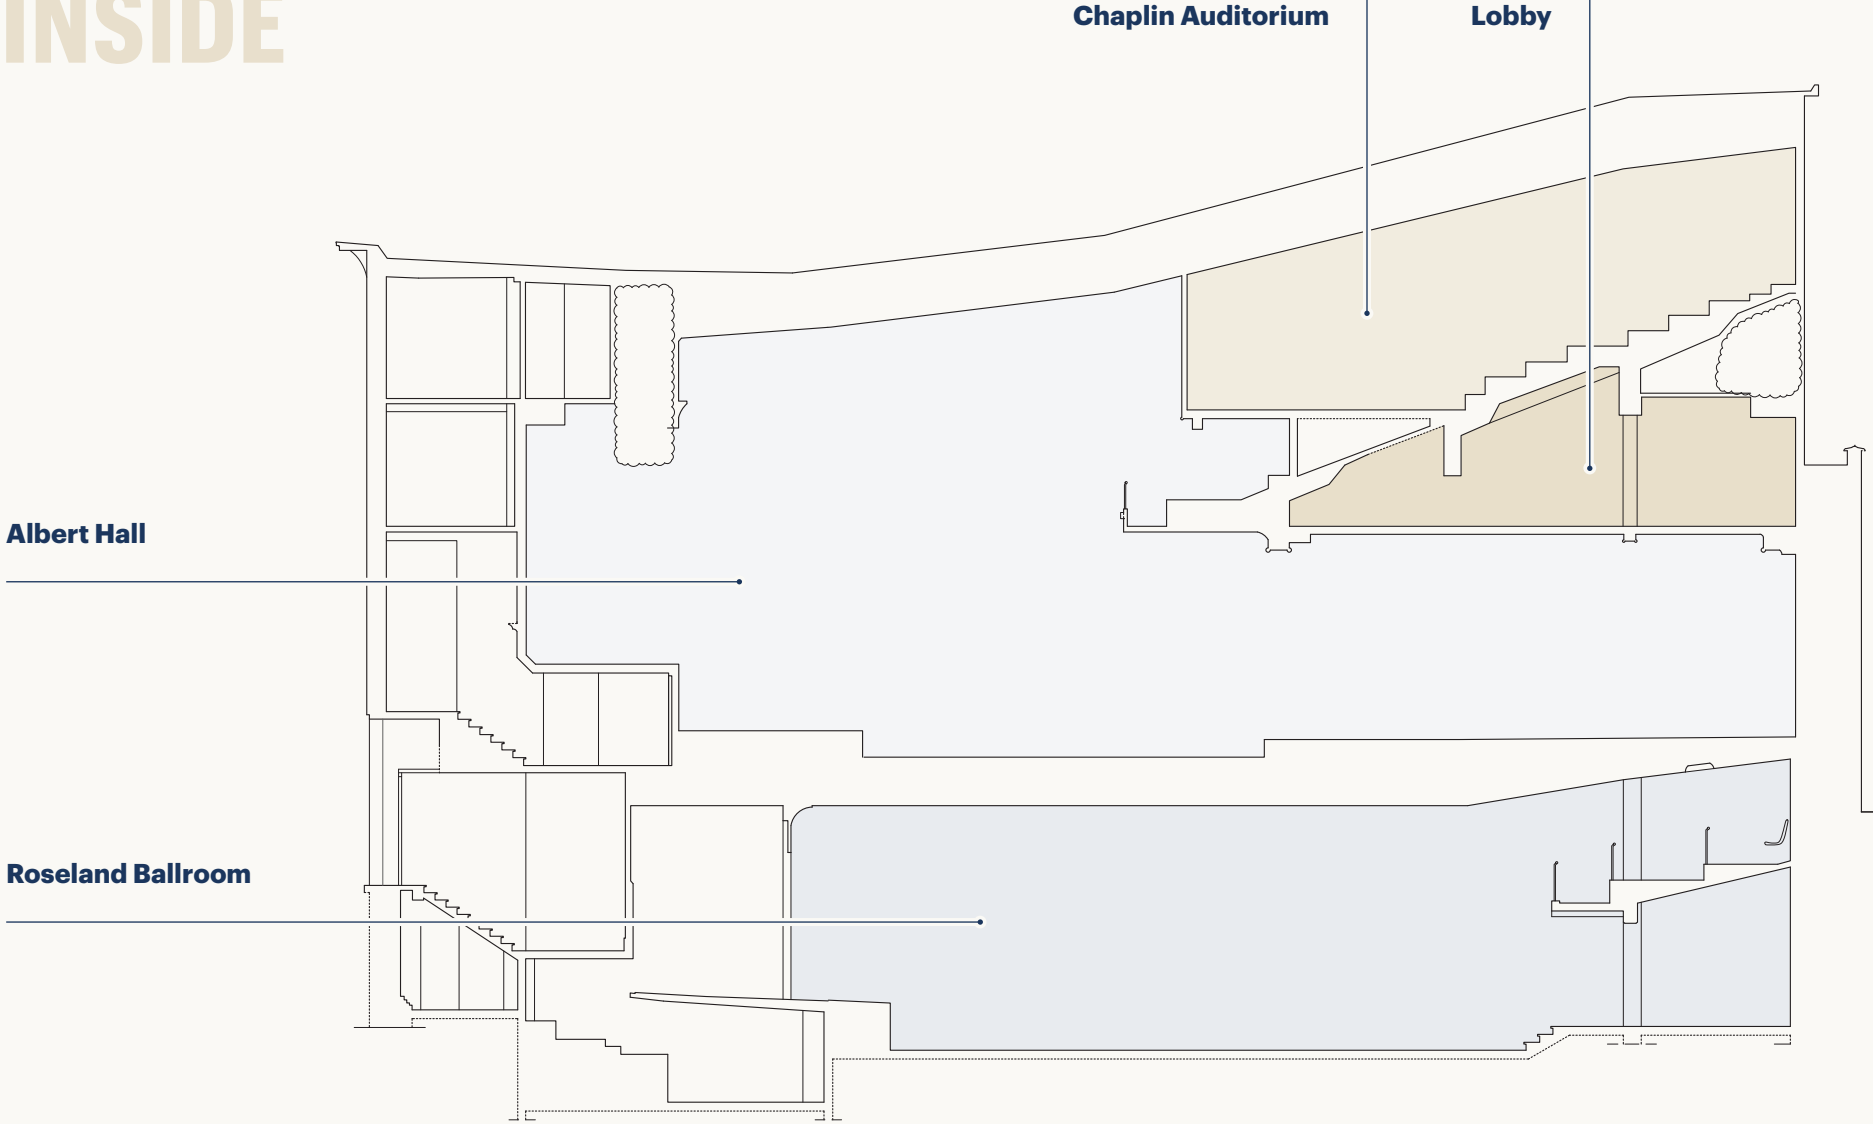 INSIDE
Chaplin Auditorium
Lobby
Albert Hall
Roseland Ballroom